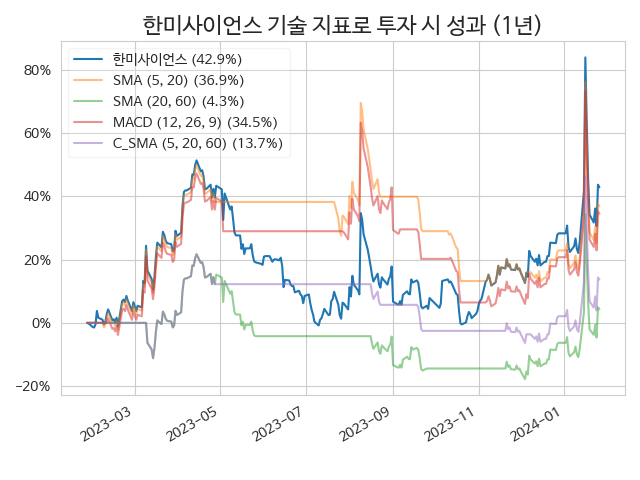 한미사이언스 기술 지표로 투자 시 성과 (1년)
한미사이언스 (42.9%)
SMA (5, 20) (36.9%)
SMA (20, 60) (4.3%)
MACD (12, 26, 9) (34.5%)
C_SMA (5, 20, 60) (13.7%)
80%
60%
40%
20%
0%
−20%
2023−03
2023−05
2023−07
2023−09
2023−11
2024−01